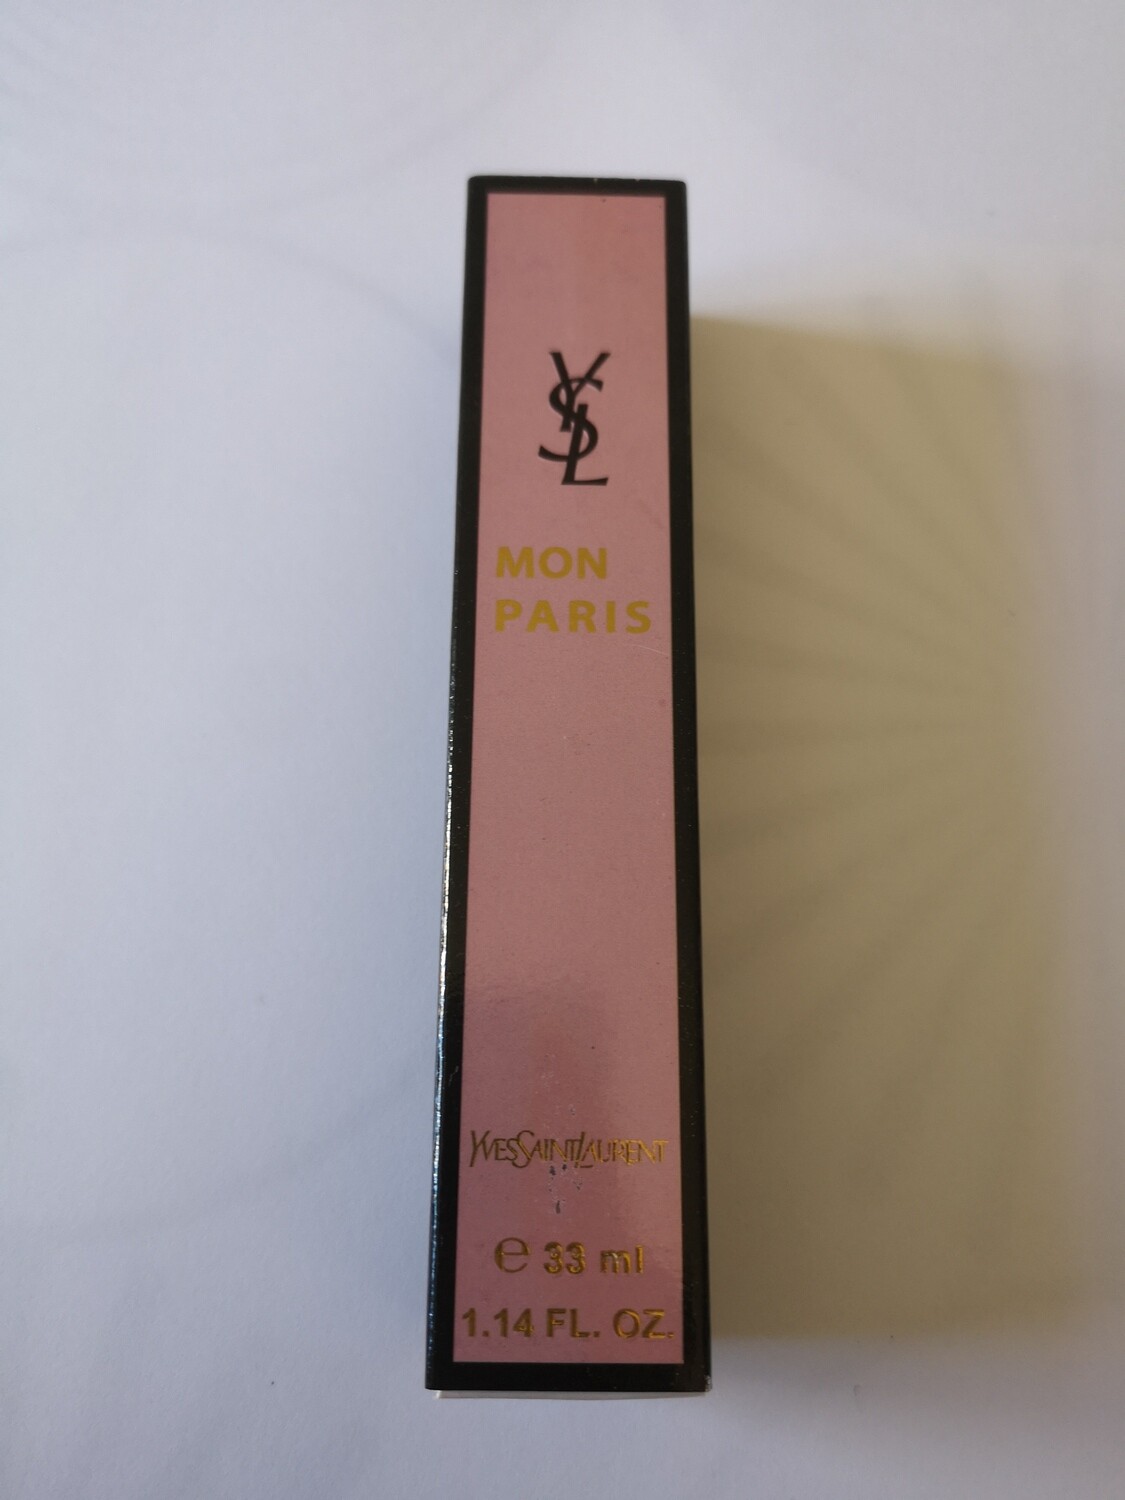 YSL
MON
PARIS
YVESSAINTLAURENT
℮ 33 ml
1.14 FL. OZ.